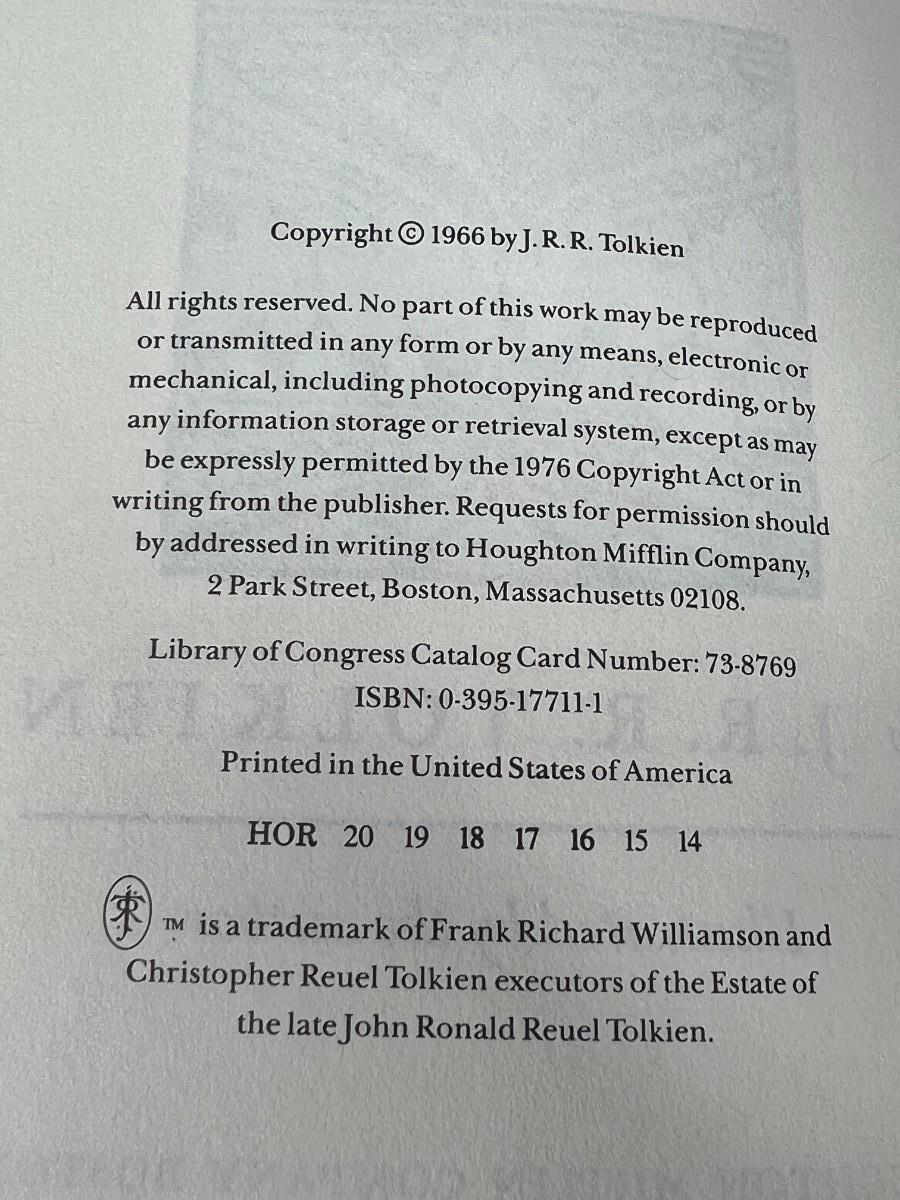 Copyright © 1966 by J. R. R. Tolkien
All rights reserved. No part of this work may be reproduced
or transmitted in any form or by any means, electronic or
mechanical, including photocopying and recording, or by
any information storage or retrieval system, except as may
be expressly permitted by the 1976 Copyright Act or in
writing from the publisher. Requests for permission should
by addressed in writing to Houghton Mifflin Company,
2 Park Street, Boston, Massachusetts 02108.
Library of Congress Catalog Card Number: 73-8769
ISBN: 0-395-17711-1
J. R. R. TOLKIEN
Printed in the United States of America
HOR 20 19 18 17 16 15 14
TM is a trademark of Frank Richard Williamson and
Christopher Reuel Tolkien executors of the Estate of
the late John Ronald Reuel Tolkien.